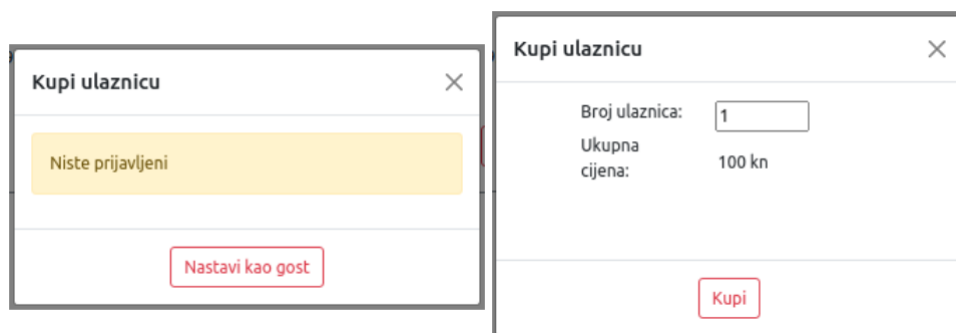 Kupi ulaznicu
Niste prijavljeni
Nastavi kao gost
Kupi ulaznicu
Broj ulaznica: 1
Ukupna
cijena: 100 kn
Kupi